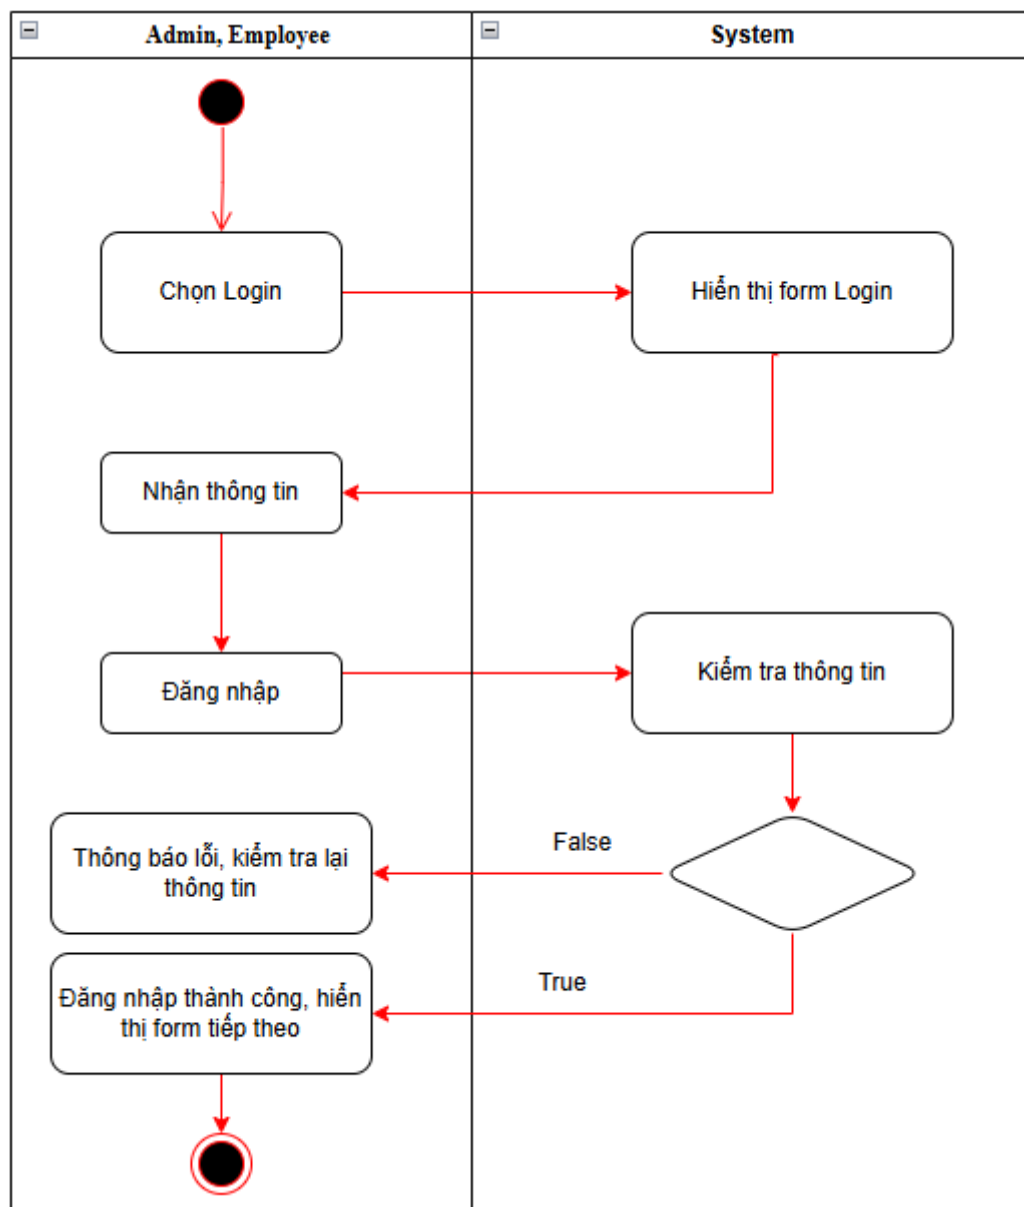 Admin, Employee
System
Chọn Login
Hiển thị form Login
Nhận thông tin
Đăng nhập
Kiểm tra thông tin
False
Thông báo lỗi, kiểm tra lại
thông tin
True
Đăng nhập thành công, hiển
thị form tiếp theo